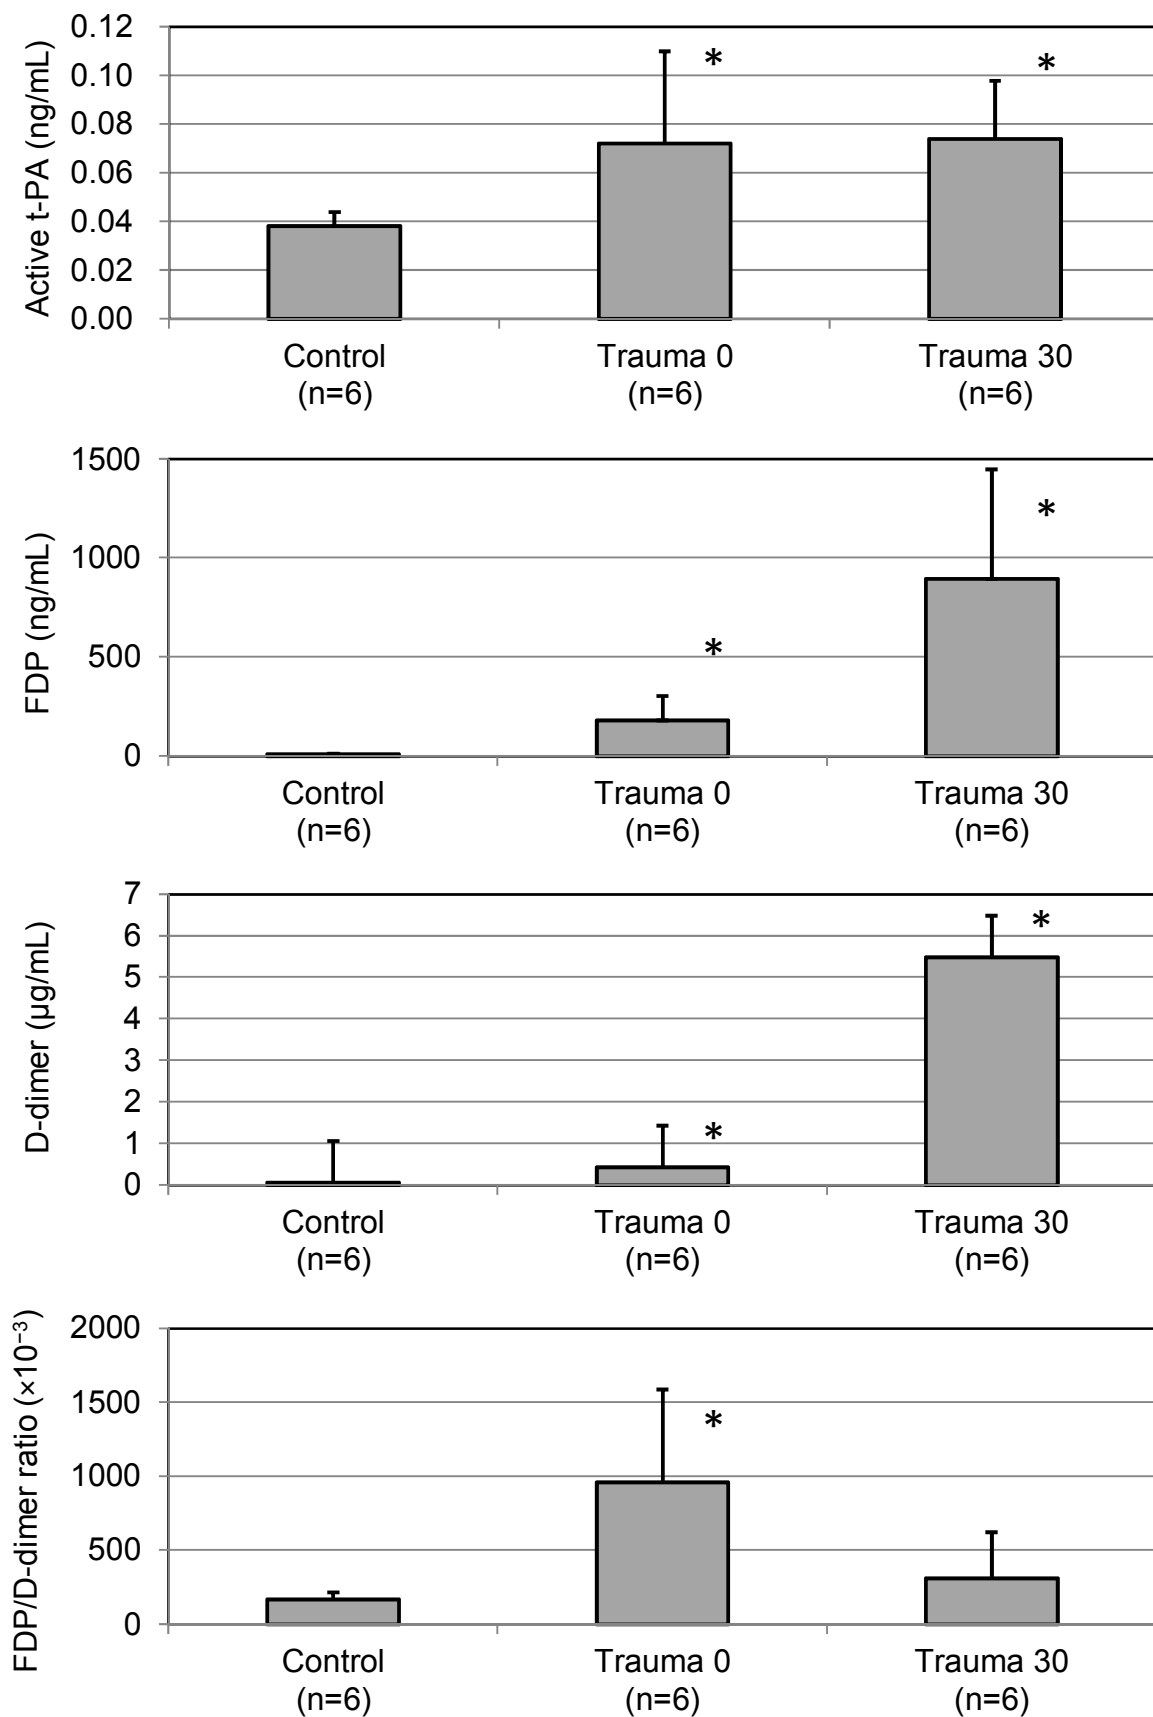 Active t-PA (ng/mL)
0.12
0.10
0.08
0.06
0.04
0.02
0.00
*
*
Control
(n=6)
Trauma 0
(n=6)
Trauma 30
(n=6)
FDP (ng/mL)
1500
1000
500
0
*
*
Control
(n=6)
Trauma 0
(n=6)
Trauma 30
(n=6)
D-dimer (µg/mL)
7
6
5
4
3
2
1
0
*
*
Control
(n=6)
Trauma 0
(n=6)
Trauma 30
(n=6)
FDP/D-dimer ratio (×10⁻³)
2000
1500
1000
500
0
*
Control
(n=6)
Trauma 0
(n=6)
Trauma 30
(n=6)